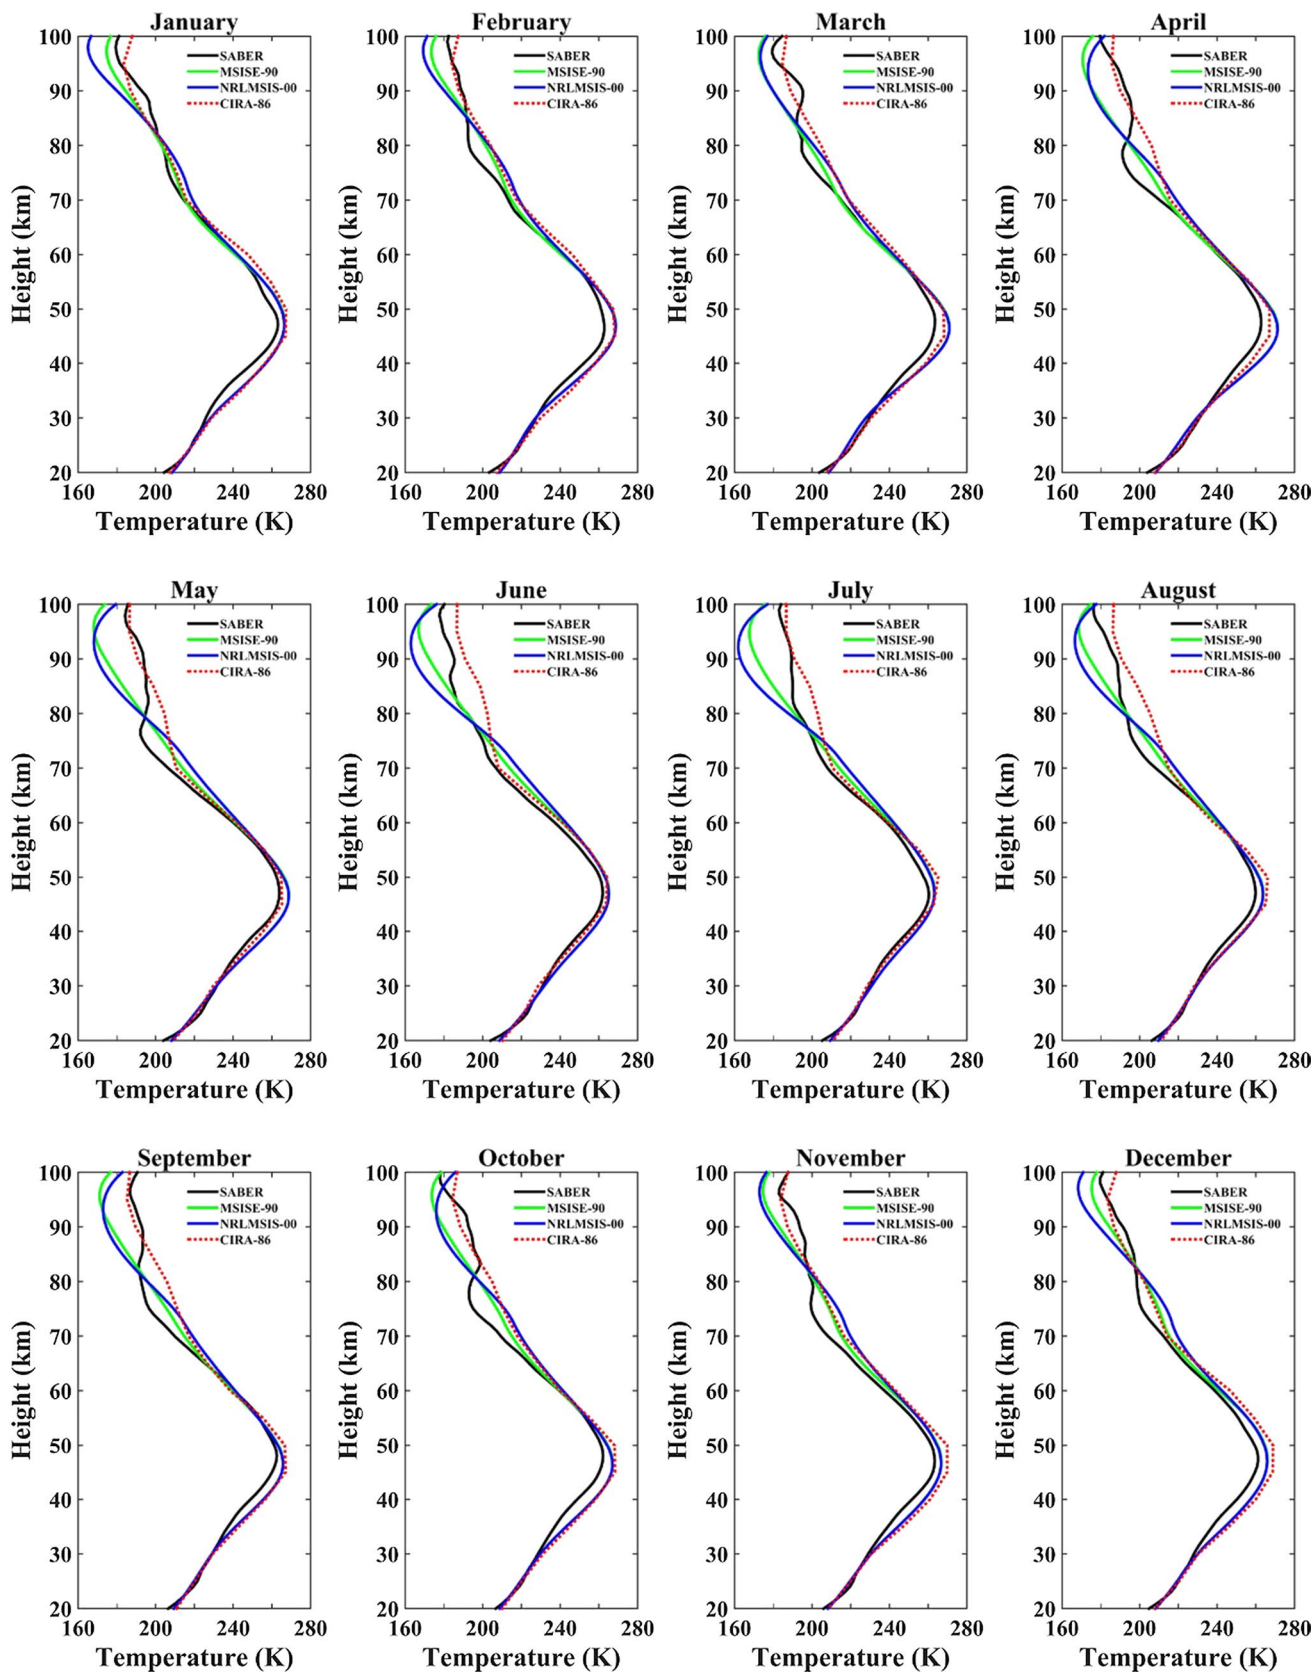 January
100
90
80
70
60
50
40
30
20
160 200 240 280
Height (km)
Temperature (K)
SABER
MSISE-90
NRLMSIS-00
CIRA-86
February
100
90
80
70
60
50
40
30
20
160 200 240 280
Height (km)
Temperature (K)
SABER
MSISE-90
NRLMSIS-00
CIRA-86
March
100
90
80
70
60
50
40
30
20
160 200 240 280
Height (km)
Temperature (K)
SABER
MSISE-90
NRLMSIS-00
CIRA-86
April
100
90
80
70
60
50
40
30
20
160 200 240 280
Height (km)
Temperature (K)
SABER
MSISE-90
NRLMSIS-00
CIRA-86
May
100
90
80
70
60
50
40
30
20
160 200 240 280
Height (km)
Temperature (K)
SABER
MSISE-90
NRLMSIS-00
CIRA-86
June
100
90
80
70
60
50
40
30
20
160 200 240 280
Height (km)
Temperature (K)
SABER
MSISE-90
NRLMSIS-00
CIRA-86
July
100
90
80
70
60
50
40
30
20
160 200 240 280
Height (km)
Temperature (K)
SABER
MSISE-90
NRLMSIS-00
CIRA-86
August
100
90
80
70
60
50
40
30
20
160 200 240 280
Height (km)
Temperature (K)
SABER
MSISE-90
NRLMSIS-00
CIRA-86
September
100
90
80
70
60
50
40
30
20
160 200 240 280
Height (km)
Temperature (K)
SABER
MSISE-90
NRLMSIS-00
CIRA-86
October
100
90
80
70
60
50
40
30
20
160 200 240 280
Height (km)
Temperature (K)
SABER
MSISE-90
NRLMSIS-00
CIRA-86
November
100
90
80
70
60
50
40
30
20
160 200 240 280
Height (km)
Temperature (K)
SABER
MSISE-90
NRLMSIS-00
CIRA-86
December
100
90
80
70
60
50
40
30
20
160 200 240 280
Height (km)
Temperature (K)
SABER
MSISE-90
NRLMSIS-00
CIRA-86